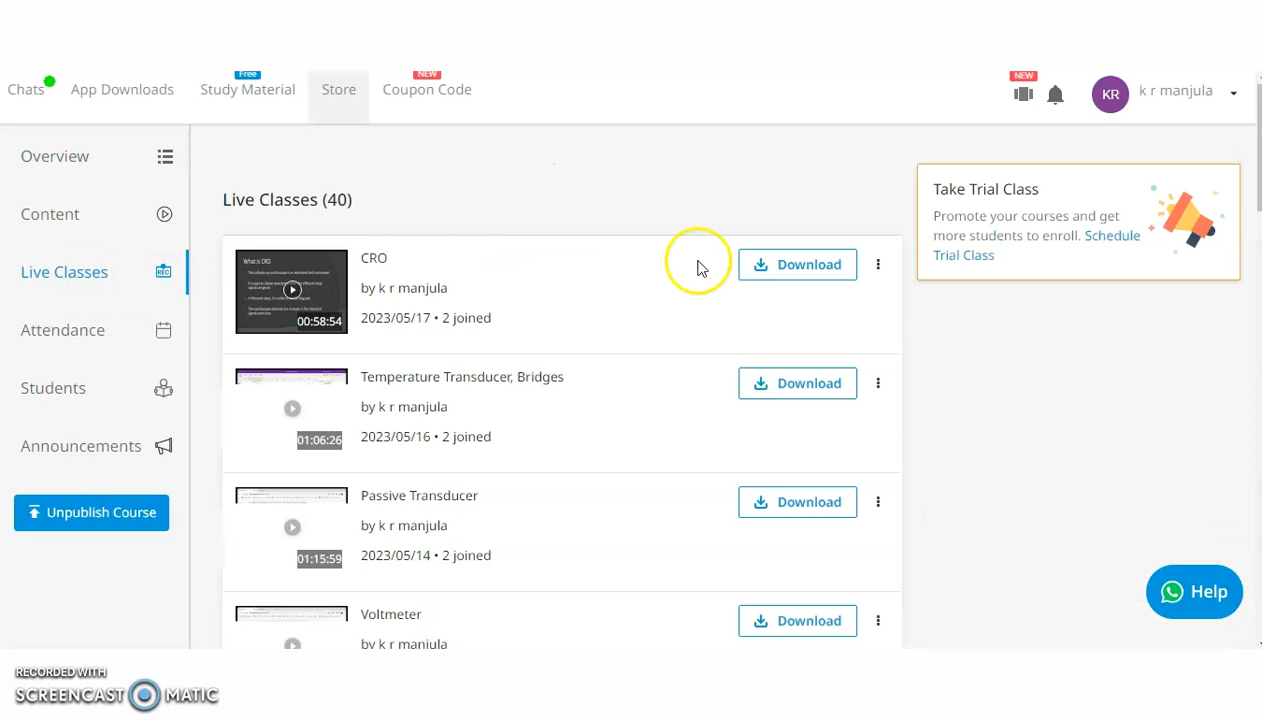 Free
NEW
NEW
Chats
App Downloads
Study Material
Store
Coupon Code
KR
k r manjula
Overview
Content
Live Classes
REC
Attendance
Students
Announcements
Unpublish Course
Live Classes (40)
What is CRO
00:58:54
CRO
by k r manjula
2023/05/17 • 2 joined
Download
01:06:26
Temperature Transducer, Bridges
by k r manjula
2023/05/16 • 2 joined
Download
01:15:59
Passive Transducer
by k r manjula
2023/05/14 • 2 joined
Download
Voltmeter
by k r manjula
Download
Take Trial Class
Promote your courses and get
more students to enroll. Schedule
Trial Class
Help
RECORDED WITH
SCREENCAST MATIC